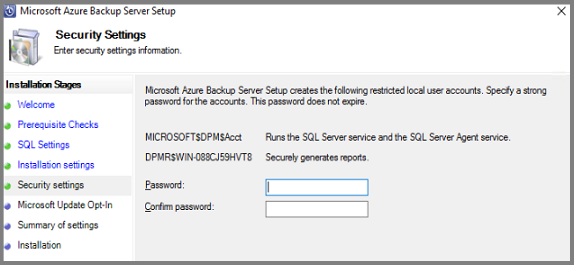 Microsoft Azure Backup Server Setup
Security Settings
Enter security settings information.
Installation Stages
Welcome
Prerequisite Checks
SQL Settings
Installation settings
Security settings
Microsoft Update Opt-In
Summary of settings
Installation
Microsoft Azure Backup Server Setup creates the following restricted local user accounts. Specify a strong
password for the accounts. This password does not expire.
MICROSOFT$DPM$Acct Runs the SQL Server service and the SQL Server Agent service.
DPMR$WIN-088CJ59HVT8 Securely generates reports.
Password:
Confirm password: